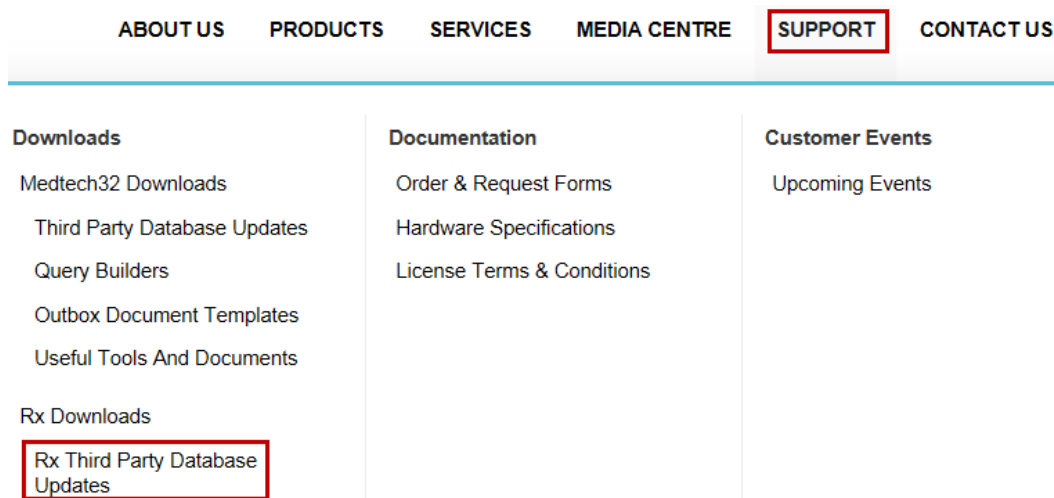 ABOUT US PRODUCTS SERVICES MEDIA CENTRE SUPPORT CONTACT US
Downloads
Medtech32 Downloads
Third Party Database Updates
Query Builders
Outbox Document Templates
Useful Tools And Documents
Rx Downloads
Rx Third Party Database
Updates
Documentation
Order & Request Forms
Hardware Specifications
License Terms & Conditions
Customer Events
Upcoming Events